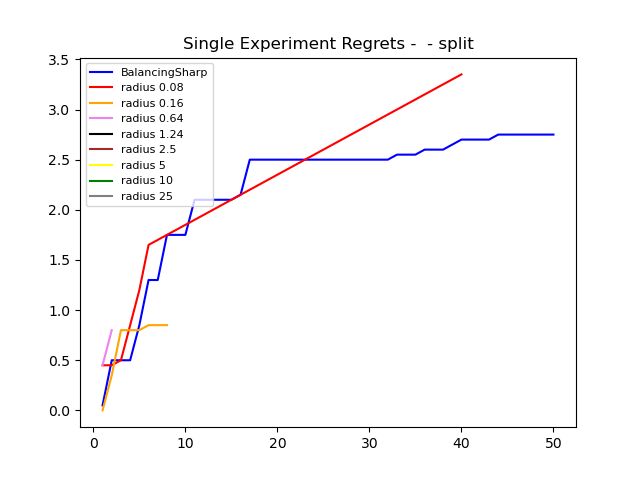 Single Experiment Regrets -  - split
3.5
3.0
2.5
2.0
1.5
1.0
0.5
0.0
BalancingSharp
radius 0.08
radius 0.16
radius 0.64
radius 1.24
radius 2.5
radius 5
radius 10
radius 25
0 10 20 30 40 50